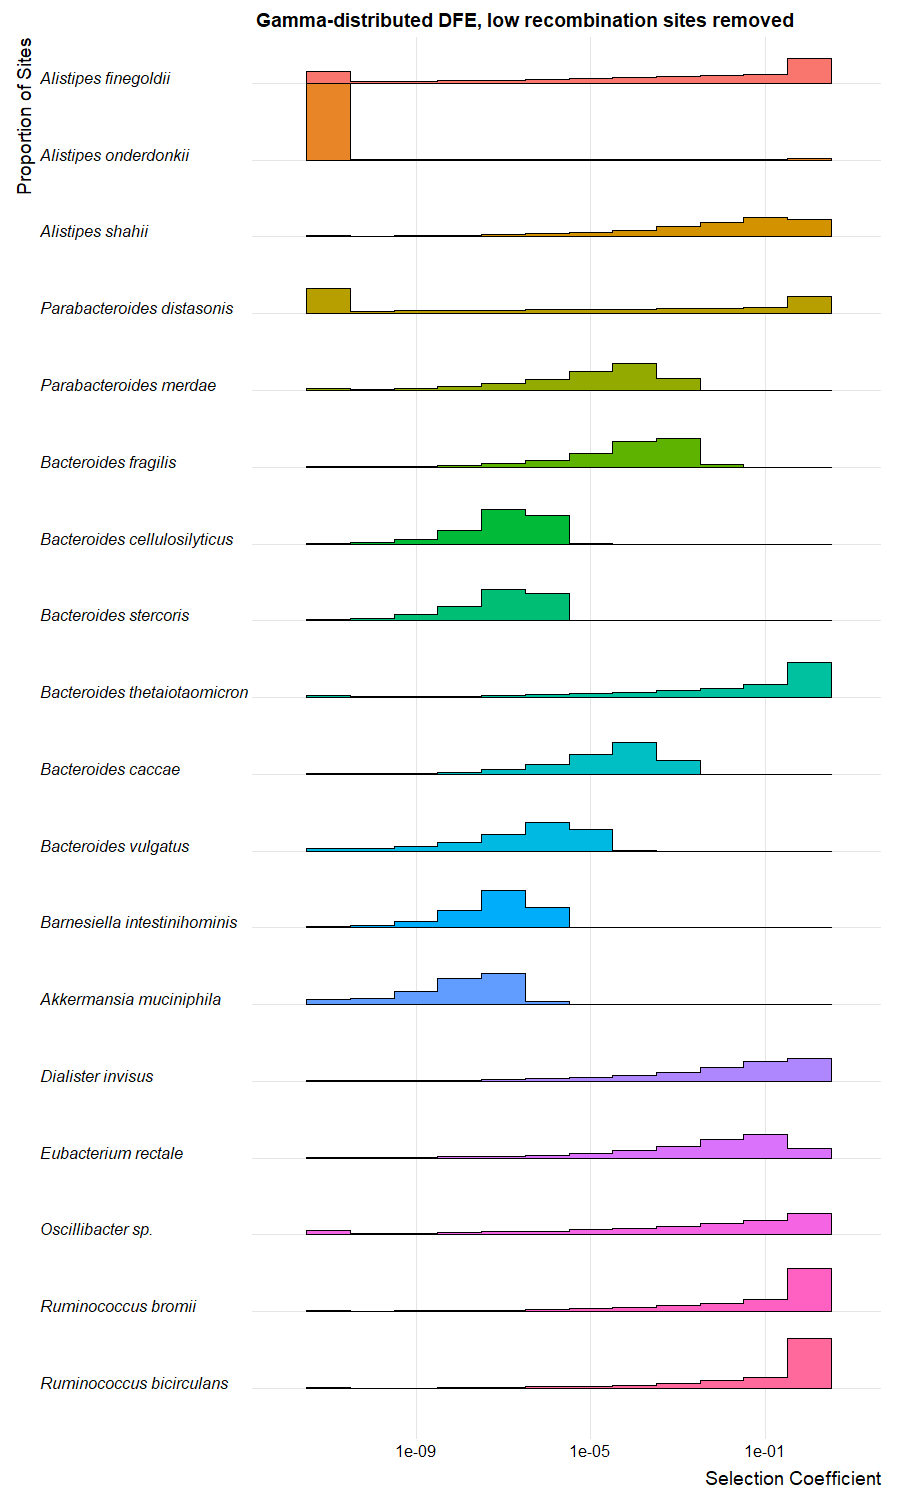 Gamma-distributed DFE, low recombination sites removed
Proportion of Sites
Alistipes finegoldii
Alistipes onderdonkii
Alistipes shahii
Parabacteroides distasonis
Parabacteroides merdae
Bacteroides fragilis
Bacteroides cellulosilyticus
Bacteroides stercoris
Bacteroides thetaiotaomicron
Bacteroides caccae
Bacteroides vulgatus
Barnesiella intestinihominis
Akkermansia muciniphila
Dialister invisus
Eubacterium rectale
Oscillibacter sp.
Ruminococcus bromii
Ruminococcus bicirculans
1e-09 1e-05 1e-01
Selection Coefficient